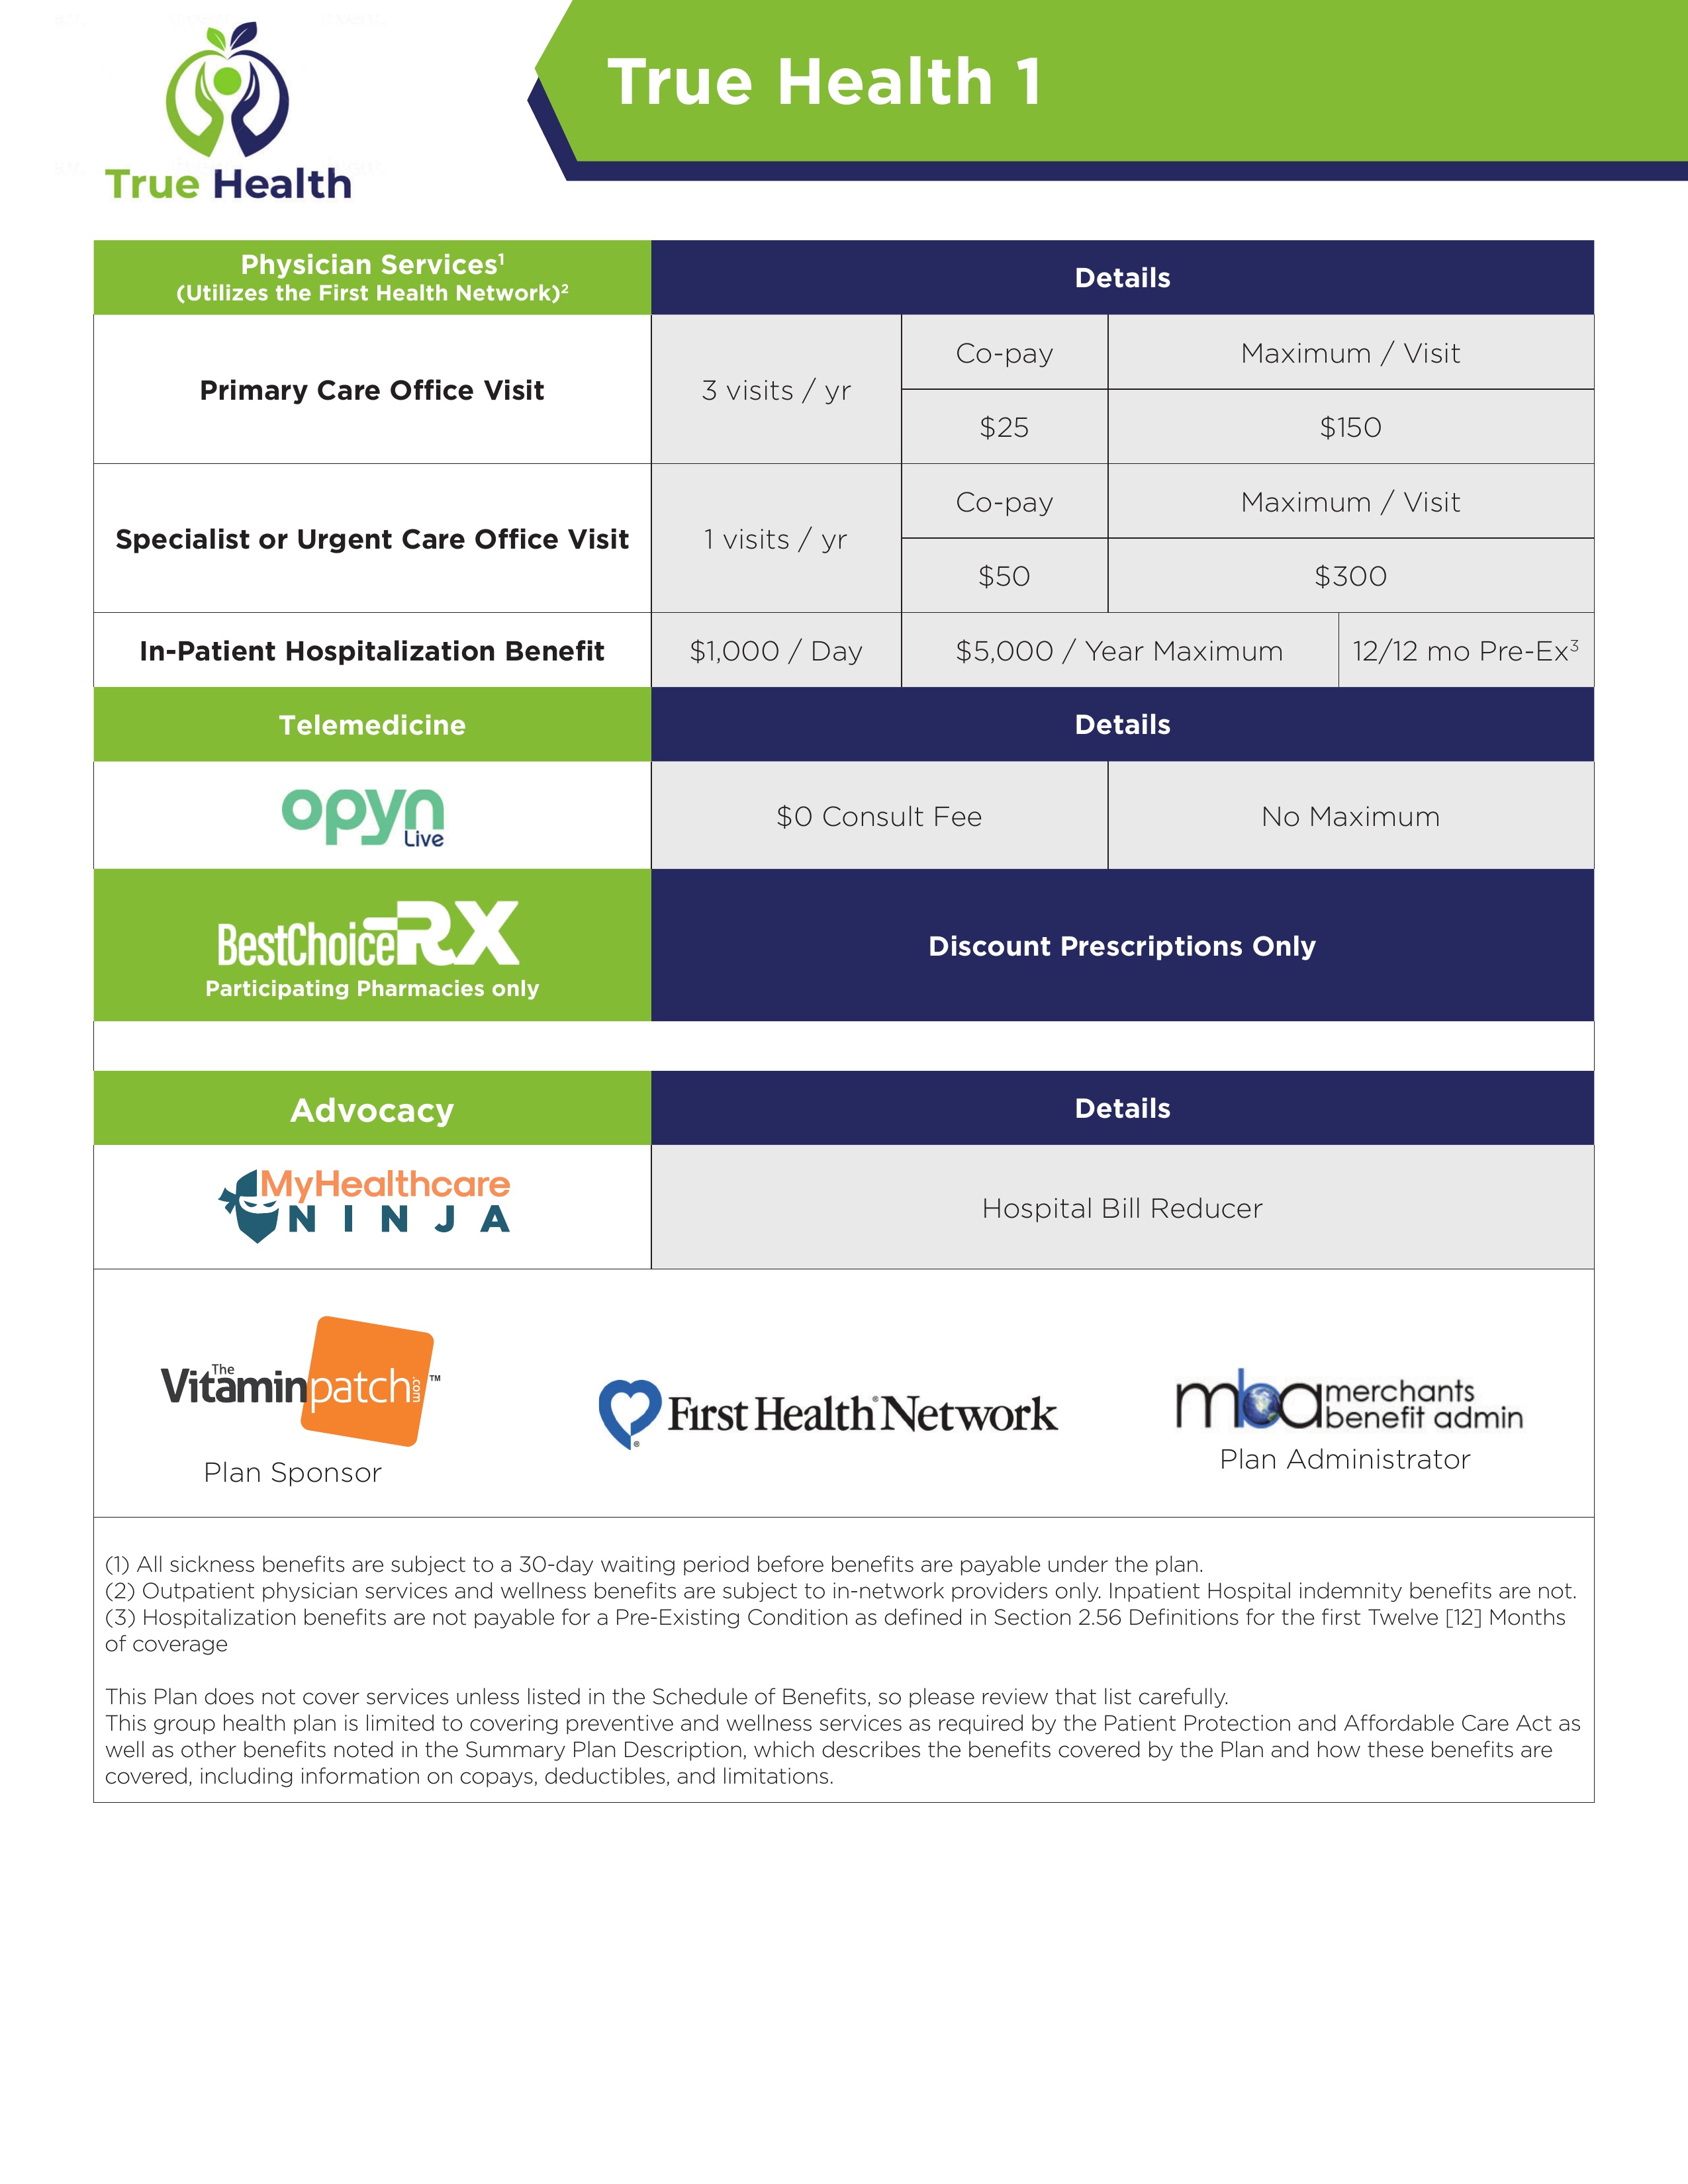 True Health
True Health 1
Physician Services¹
(Utilizes the First Health Network)²
Details
Primary Care Office Visit
3 visits / yr
Co-pay
Maximum / Visit
$25
$150
Specialist or Urgent Care Office Visit
1 visits / yr
Co-pay
Maximum / Visit
$50
$300
In-Patient Hospitalization Benefit
$1,000 / Day
$5,000 / Year Maximum
12/12 mo Pre-Ex³
Telemedicine
Details
opyn
Live
$0 Consult Fee
No Maximum
BestChoiceRX
Participating Pharmacies only
Discount Prescriptions Only
Advocacy
Details
MyHealthcare
NINJA
Hospital Bill Reducer
The
Vitaminpatch.com™
Plan Sponsor
First Health® Network®
mba merchants
benefit admin
Plan Administrator
(1) All sickness benefits are subject to a 30-day waiting period before benefits are payable under the plan.
(2) Outpatient physician services and wellness benefits are subject to in-network providers only. Inpatient Hospital indemnity benefits are not.
(3) Hospitalization benefits are not payable for a Pre-Existing Condition as defined in Section 2.56 Definitions for the first Twelve [12] Months
of coverage
This Plan does not cover services unless listed in the Schedule of Benefits, so please review that list carefully.
This group health plan is limited to covering preventive and wellness services as required by the Patient Protection and Affordable Care Act as
well as other benefits noted in the Summary Plan Description, which describes the benefits covered by the Plan and how these benefits are
covered, including information on copays, deductibles, and limitations.